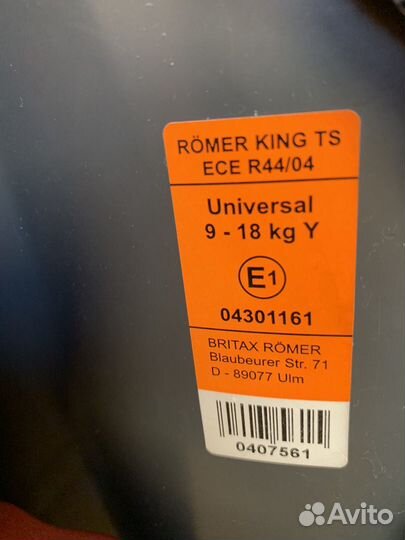 RÖMER KING TS
ECE R44/04
Universal
9 - 18 kg Y
E1
04301161
BRITAX RÖMER
Blaubeurer Str. 71
D - 89077 Ulm
0407561
Avito